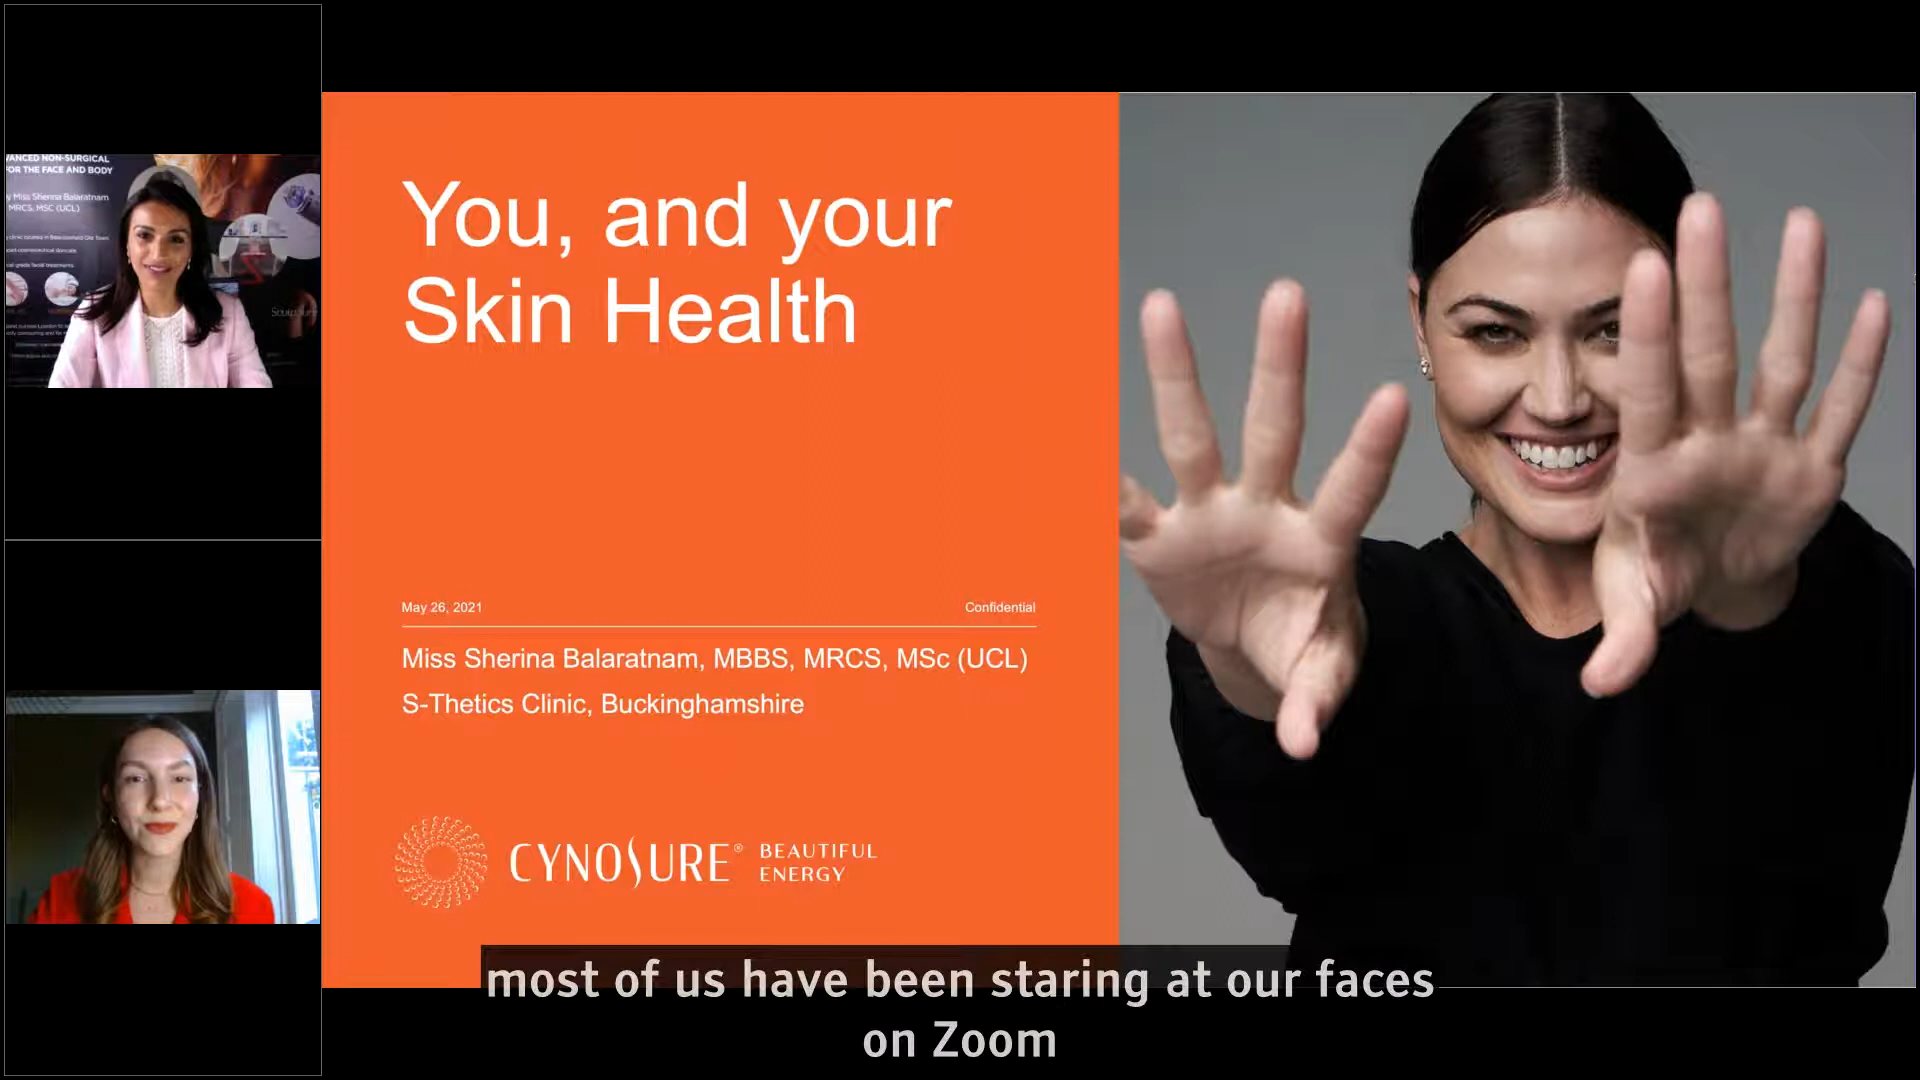 VANCED NON-SURGICAL
FOR THE FACE AND BODY
Miss Sherina Balaratnam
MRCS, MSC (UCL)
You, and your
Skin Health
May 26, 2021
Confidential
Miss Sherina Balaratnam, MBBS, MRCS, MSc (UCL)
S-Thetics Clinic, Buckinghamshire
CYNOSURE®
BEAUTIFUL
ENERGY
most of us have been staring at our faces
on Zoom